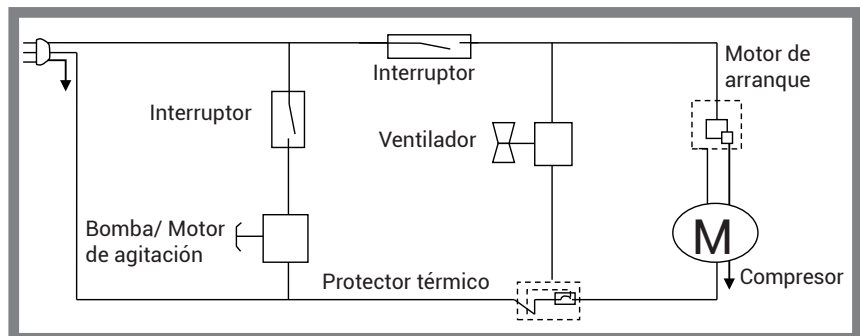 Interruptor
Motor de
arranque
Interruptor
Ventilador
Bomba/ Motor
de agitación
Protector térmico
M
Compresor